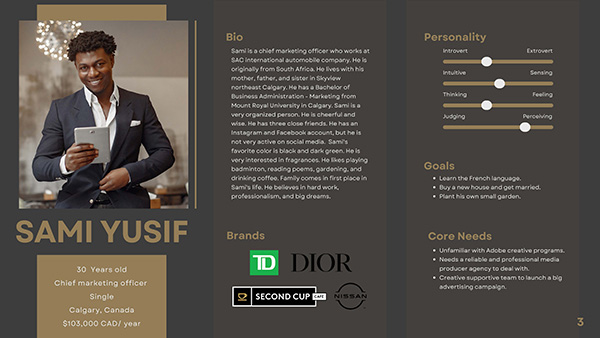 SAMI YUSIF
30 Years old
Chief marketing officer
Single
Calgary, Canada
$103,000 CAD/ year
Bio
Sami is a chief marketing officer who works at
SAC international automobile company. He is
originally from South Africa. He lives with his
mother, father, and sister in Skyview
northeast Calgary. He has a Bachelor of
Business Administration – Marketing from
Mount Royal University in Calgary. Sami is a
very organized person. He is cheerful and
wise. He has three close friends. He has an
Instagram and Facebook account, but he is
not very active on social media. Sami's
favorite color is black and dark green. He is
very interested in fragrances. He likes playing
badminton, reading poems, gardening, and
drinking coffee. Family comes in first place in
Sami's life. He believes in hard work,
professionalism, and big dreams.
Brands
TD DIOR
SECOND CUP CAFÉ NISSAN
Personality
Introvert Extrovert
Intuitive Sensing
Thinking Feeling
Judging Perceiving
Goals
• Learn the French language.
• Buy a new house and get married.
• Plant his own small garden.
Core Needs
• Unfamiliar with Adobe creative programs.
• Needs a reliable and professional media
producer agency to deal with.
• Creative supportive team to launch a big
advertising campaign.
3